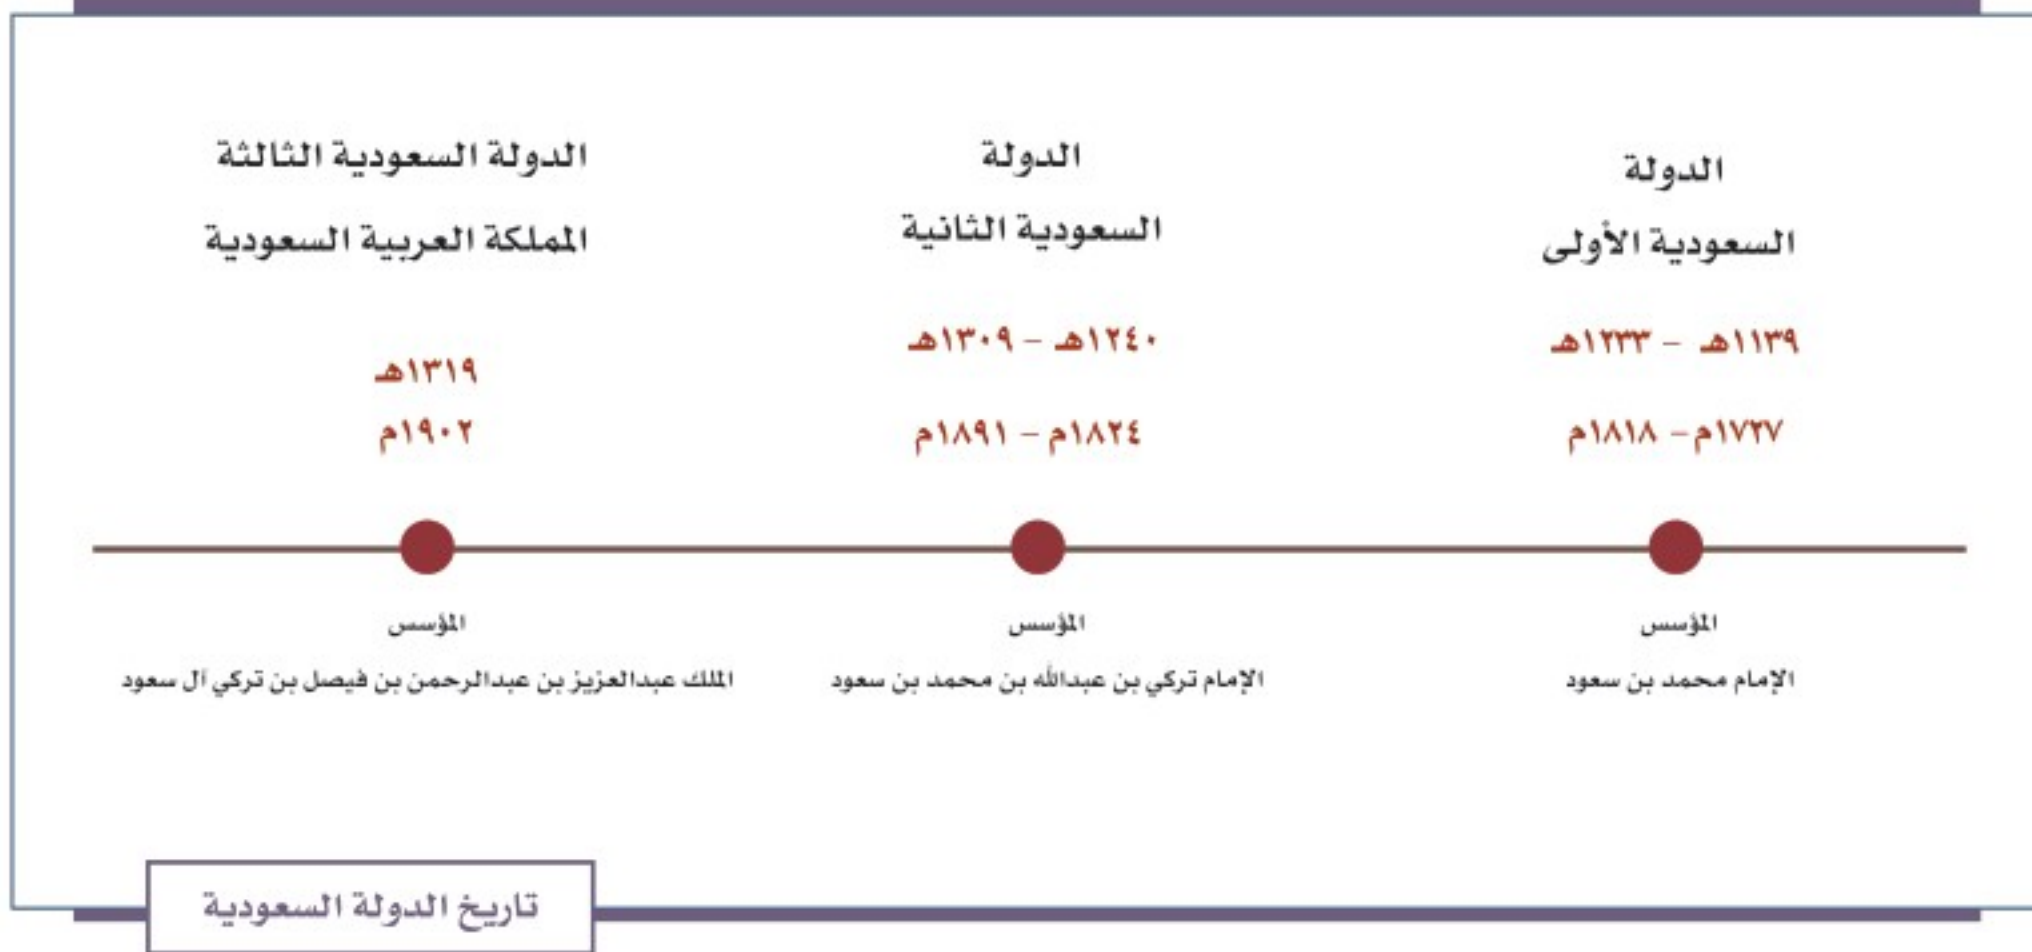 الدولة
السعودية الأولى
١١٣٩هـ – ١٢٣٣هـ
١٧٢٧م – ١٨١٨م
المؤسس
الإمام محمد بن سعود
الدولة
السعودية الثانية
١٢٤٠هـ – ١٣٠٩هـ
١٨٢٤م – ١٨٩١م
المؤسس
الإمام تركي بن عبدالله بن محمد بن سعود
الدولة السعودية الثالثة
المملكة العربية السعودية
١٣١٩هـ
١٩٠٢م
المؤسس
الملك عبدالعزيز بن عبدالرحمن بن فيصل بن تركي آل سعود
تاريخ الدولة السعودية